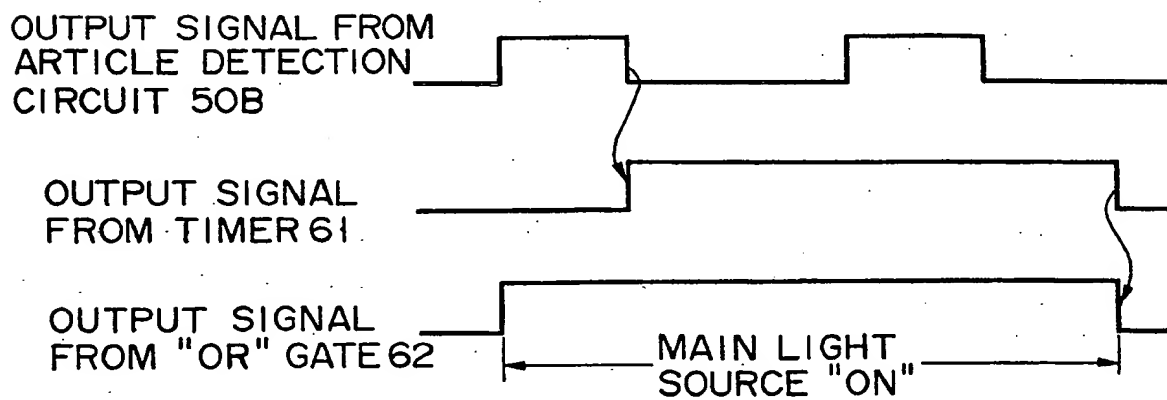 OUTPUT SIGNAL FROM
ARTICLE DETECTION
CIRCUIT 50B
OUTPUT SIGNAL
FROM TIMER 61
OUTPUT SIGNAL
FROM "OR" GATE 62
MAIN LIGHT
SOURCE "ON"